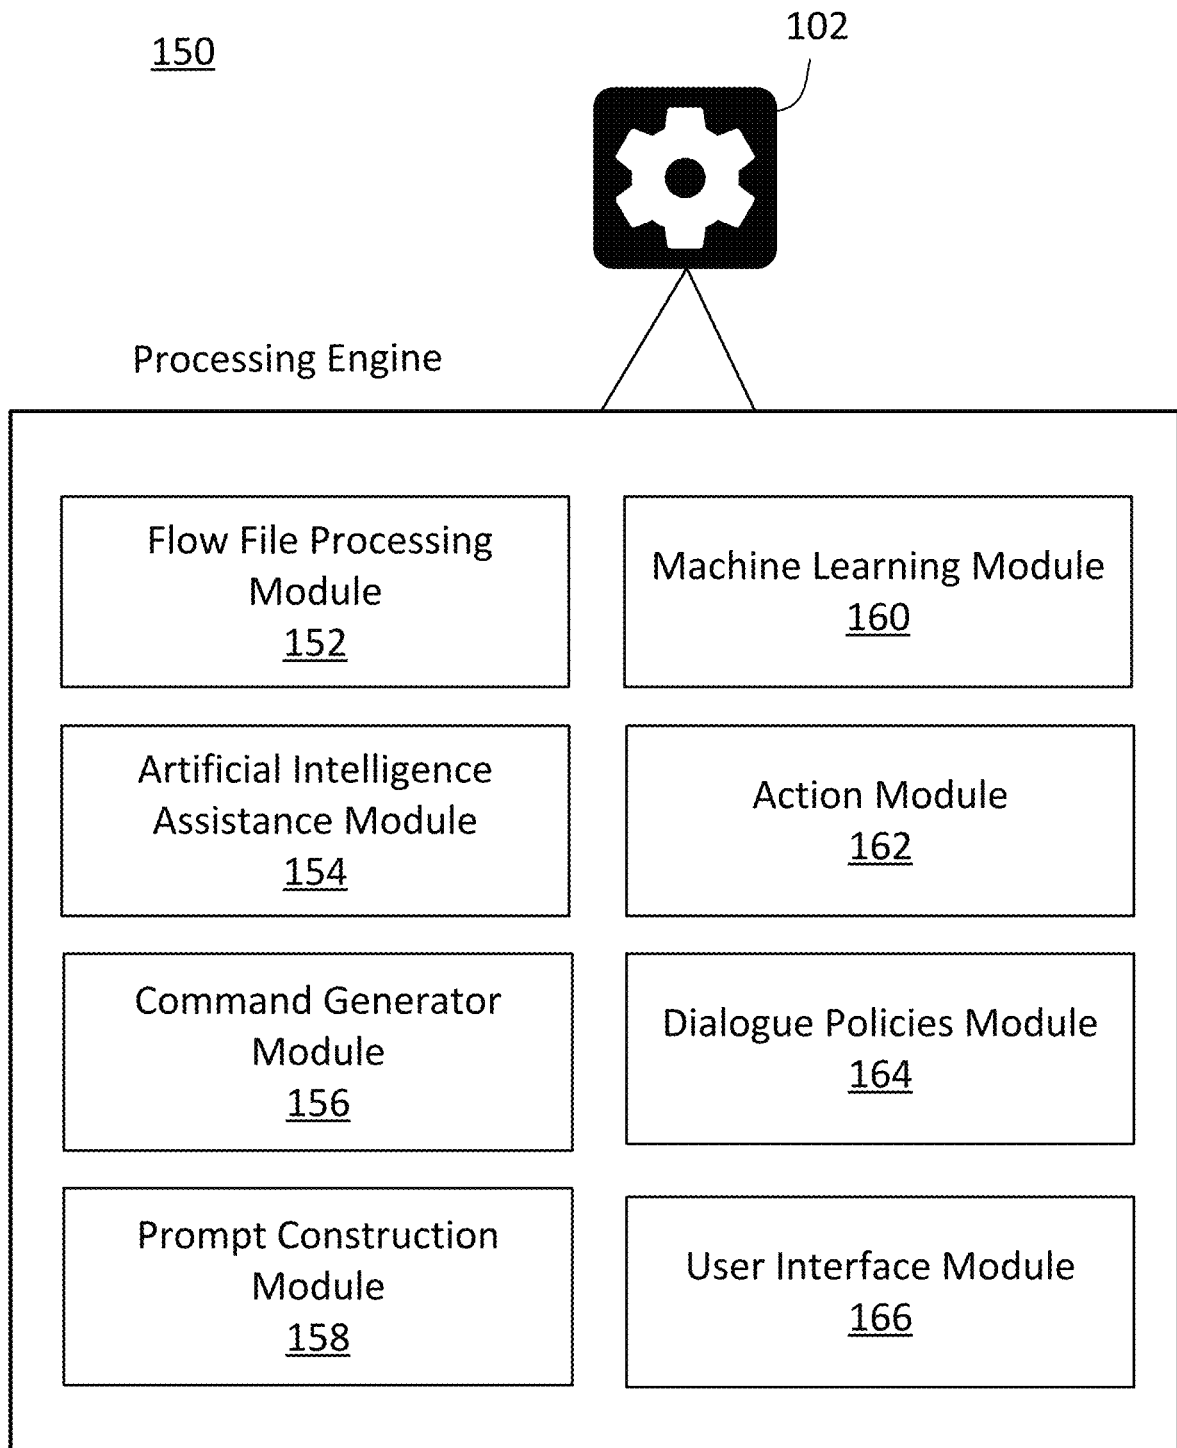 150
102
Processing Engine
Flow File Processing
Module
152
Machine Learning Module
160
Artificial Intelligence
Assistance Module
154
Action Module
162
Command Generator
Module
156
Dialogue Policies Module
164
Prompt Construction
Module
158
User Interface Module
166